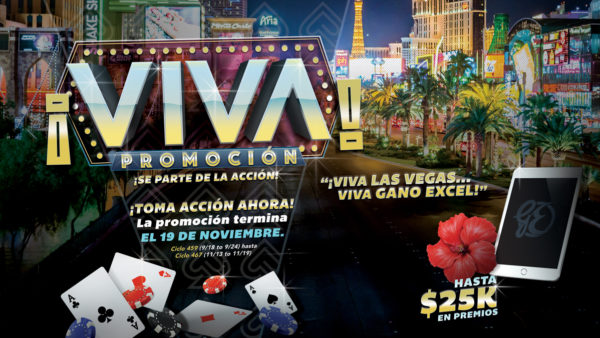 ¡VIVA!
PROMOCIÓN
¡SE PARTE DE LA ACCIÓN!
¡TOMA ACCIÓN AHORA!
La promoción termina
EL 19 DE NOVIEMBRE.
Ciclo 459 (9/18 to 9/24) hasta
Ciclo 467 (11/13 to 11/19)
“¡VIVA LAS VEGAS...
VIVA GANO EXCEL!”
HASTA
$25K
EN PREMIOS
Aria
A
A
A
A